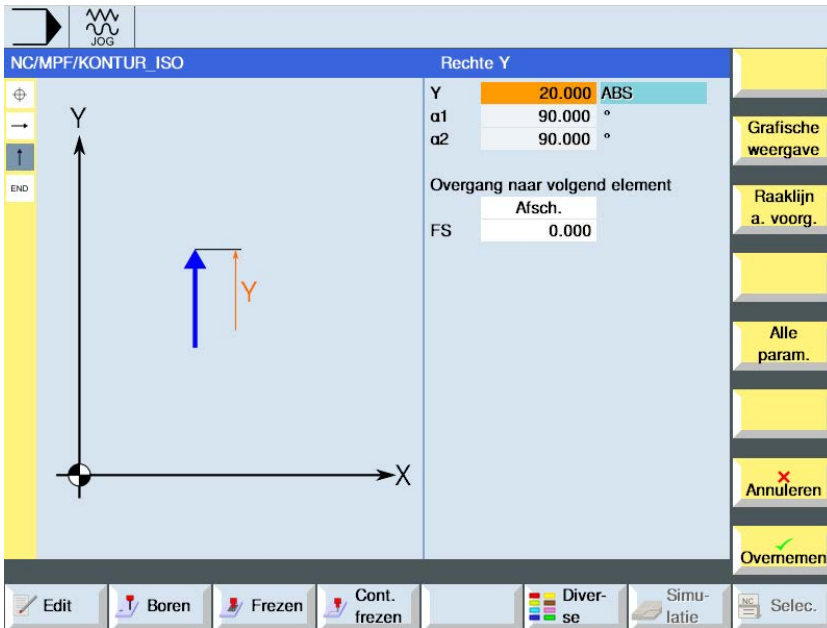 JOG
NC/MPF/KONTUR_ISO
Rechte Y
Y 20.000 ABS
α1 90.000 °
α2 90.000 °
Overgang naar volgend element
Afsch.
FS 0.000
END
Y
Y
X
Grafische
weergave
Raaklijn
a. voorg.
Alle
param.
Annuleren
Overnemen
Edit
Boren
Frezen
Cont.
frezen
Diver-
se
Simu-
latie
NC
Selec.